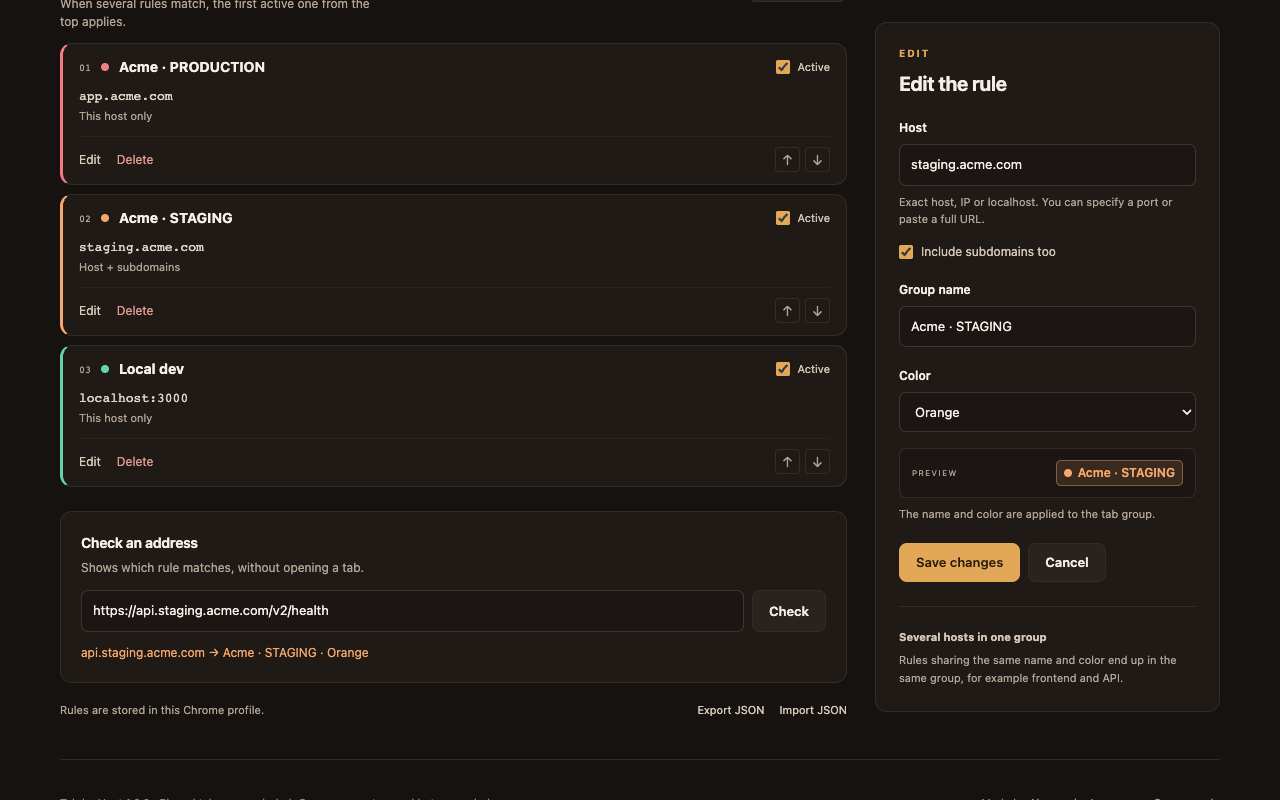 When several rules match, the first active one from the
top applies.
01 Acme · PRODUCTION Active
app.acme.com
This host only
Edit Delete ↑ ↓
02 Acme · STAGING Active
staging.acme.com
Host + subdomains
Edit Delete ↑ ↓
03 Local dev Active
localhost:3000
This host only
Edit Delete ↑ ↓
Check an address
Shows which rule matches, without opening a tab.
https://api.staging.acme.com/v2/health Check
api.staging.acme.com → Acme · STAGING · Orange
Rules are stored in this Chrome profile. Export JSON Import JSON
EDIT
Edit the rule
Host
staging.acme.com
Exact host, IP or localhost. You can specify a port or
paste a full URL.
Include subdomains too
Group name
Acme · STAGING
Color
Orange
PREVIEW Acme · STAGING
The name and color are applied to the tab group.
Save changes Cancel
Several hosts in one group
Rules sharing the same name and color end up in the
same group, for example frontend and API.